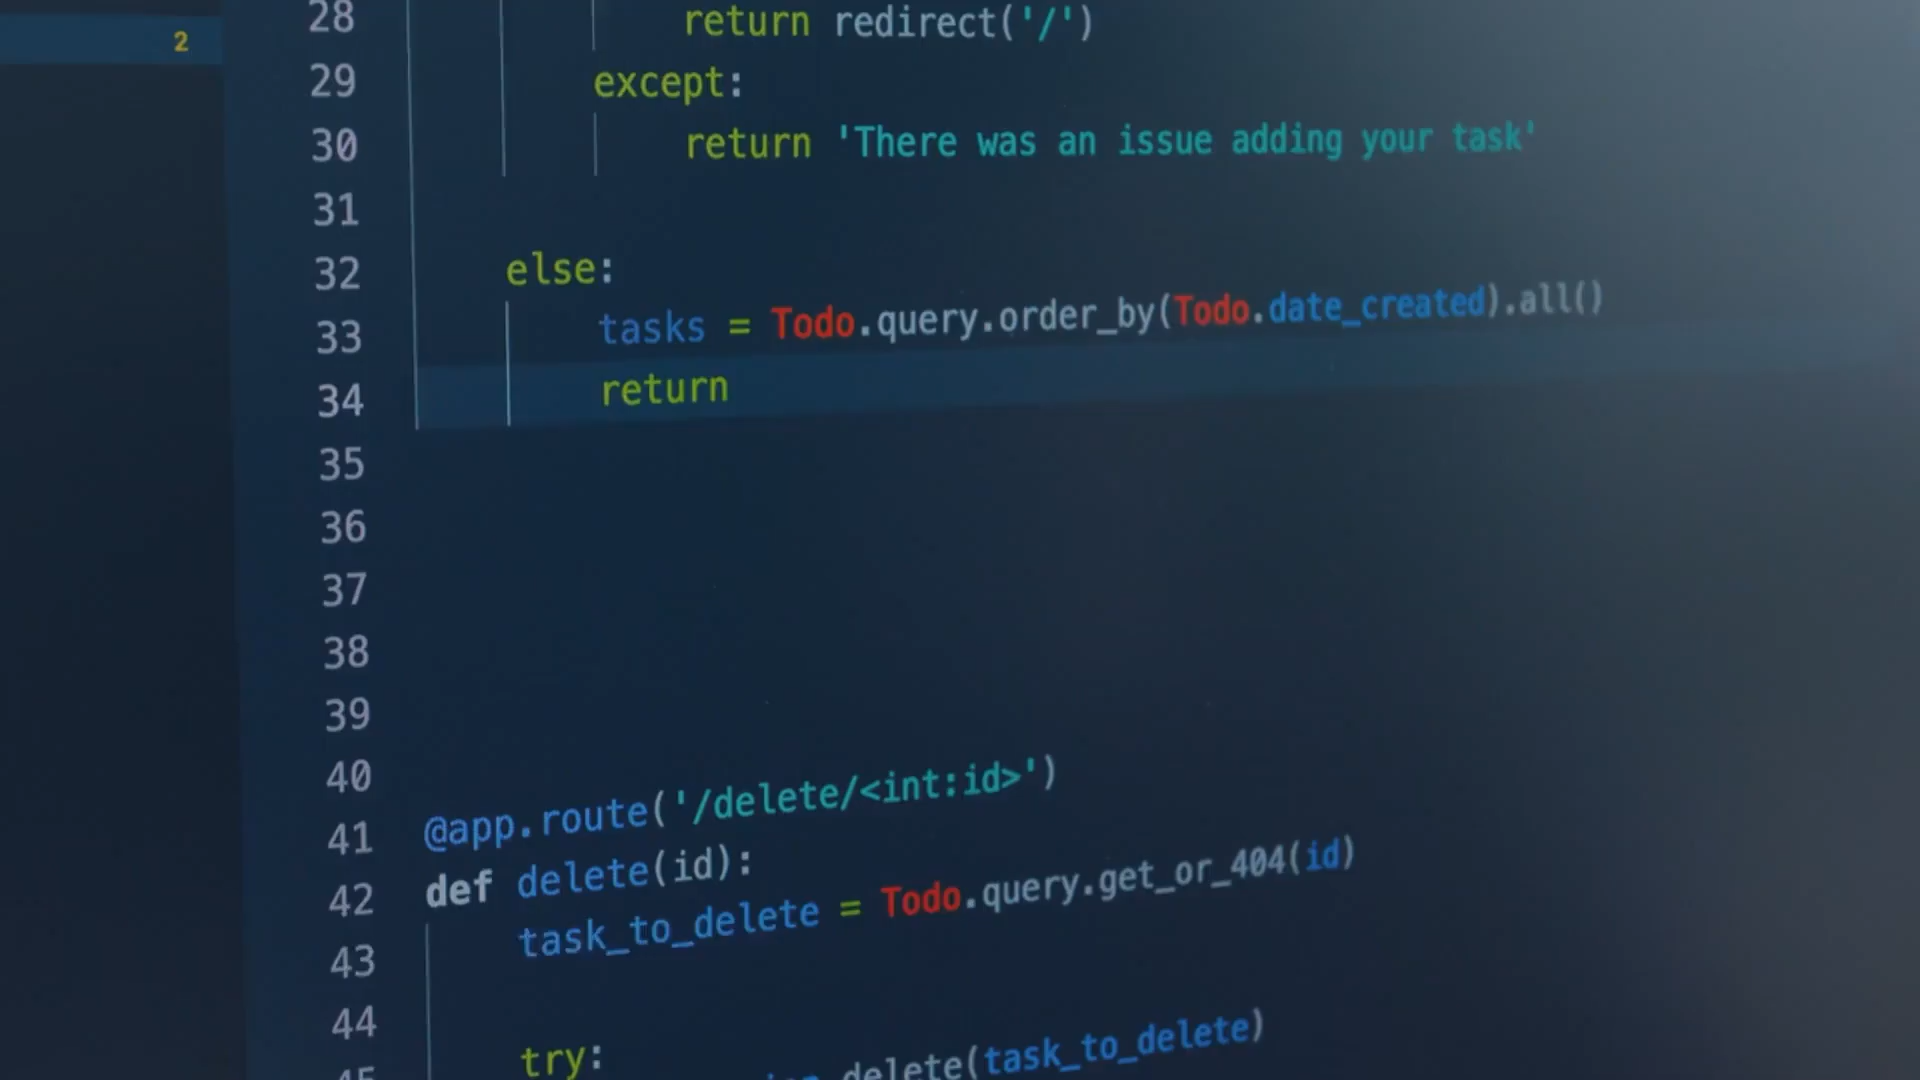 2
28 return redirect('/')
29 except:
30 return 'There was an issue adding your task'
31
32 else:
33 tasks = Todo.query.order_by(Todo.date_created).all()
34 return
35
36
37
38
39
40
41 @app.route('/delete/<int:id>')
42 def delete(id):
43 task_to_delete = Todo.query.get_or_404(id)
44
try:
45 .delete(task_to_delete)